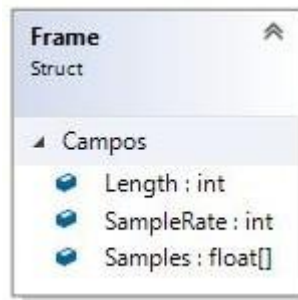 Frame
Struct
Campos
Length : int
SampleRate : int
Samples : float[]